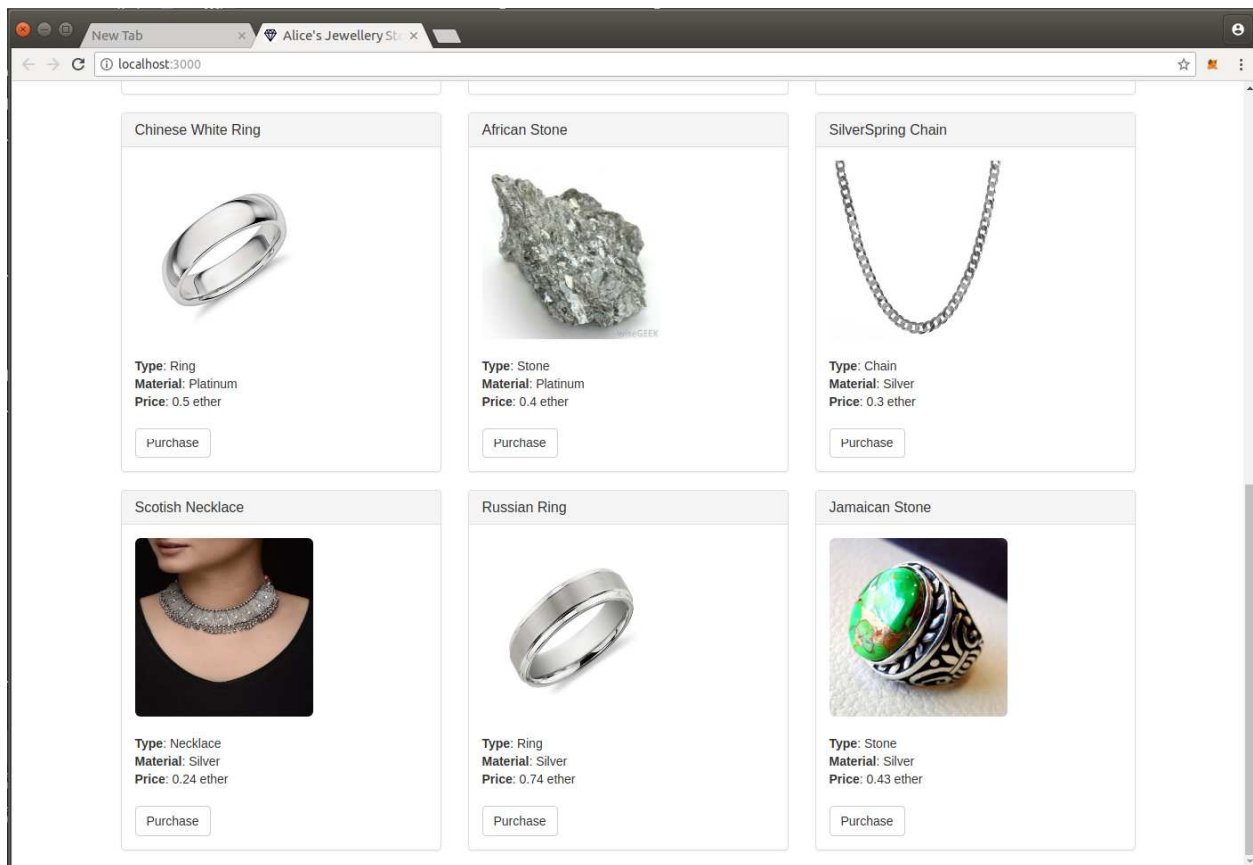 New Tab
Alice's Jewellery Sto
localhost:3000
Chinese White Ring
African Stone
SilverSpring Chain
wiseGEEK
Type: Ring
Material: Platinum
Price: 0.5 ether
Type: Stone
Material: Platinum
Price: 0.4 ether
Type: Chain
Material: Silver
Price: 0.3 ether
Purchase
Purchase
Purchase
Scotish Necklace
Russian Ring
Jamaican Stone
Type: Necklace
Material: Silver
Price: 0.24 ether
Type: Ring
Material: Silver
Price: 0.74 ether
Type: Stone
Material: Silver
Price: 0.43 ether
Purchase
Purchase
Purchase